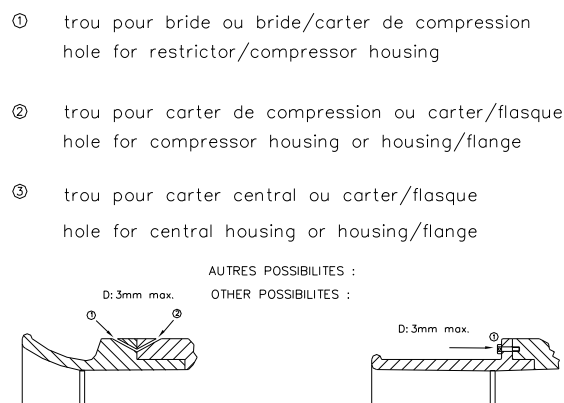 ① trou pour bride ou bride/carter de compression
hole for restrictor/compressor housing
② trou pour carter de compression ou carter/flasque
hole for compressor housing or housing/flange
③ trou pour carter central ou carter/flasque
hole for central housing or housing/flange
AUTRES POSSIBILITES :
D: 3mm max. OTHER POSSIBILITES :
① ②
D: 3mm max. ①